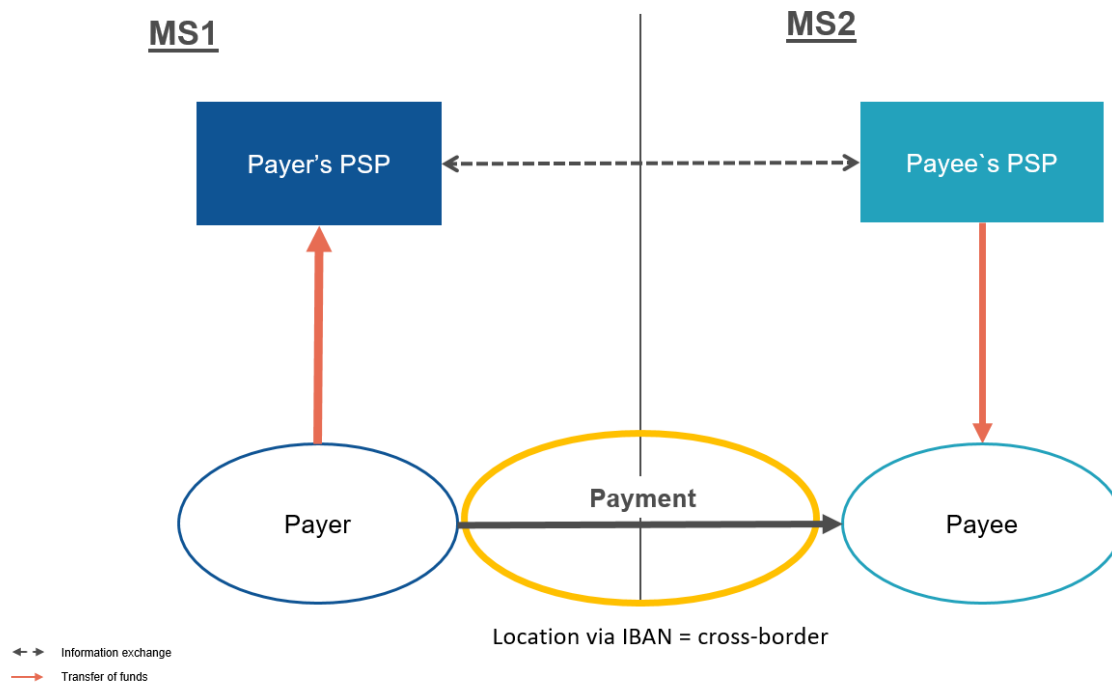 MS1
MS2
Payer’s PSP
Payee`s PSP
Payment
Payer
Payee
Location via IBAN = cross-border
Information exchange
Transfer of funds